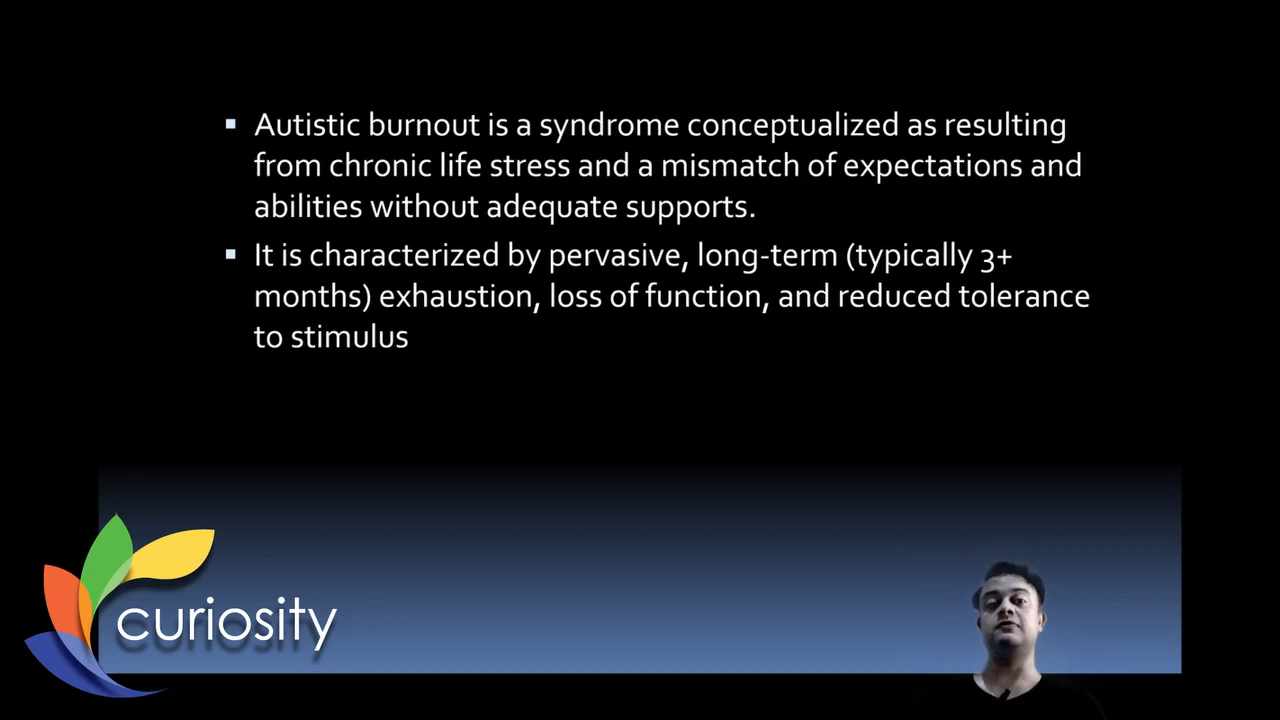 Autistic burnout is a syndrome conceptualized as resulting
from chronic life stress and a mismatch of expectations and
abilities without adequate supports.
It is characterized by pervasive, long-term (typically 3+
months) exhaustion, loss of function, and reduced tolerance
to stimulus
curiosity